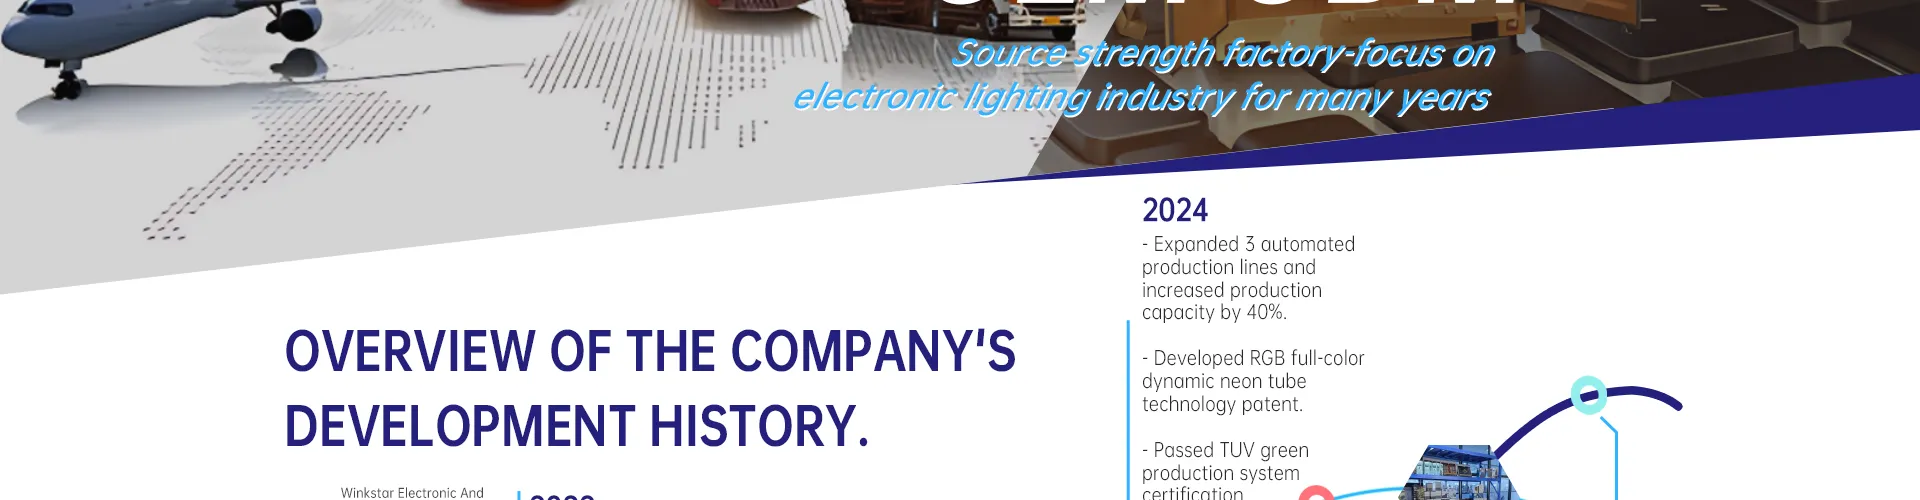 Source strength factory-focus on
electronic lighting industry for many years
2024
- Expanded 3 automated
production lines and
increased production
capacity by 40%.
- Developed RGB full-color
dynamic neon tube
technology patent.
- Passed TUV green
production system
certification
OVERVIEW OF THE COMPANY'S
DEVELOPMENT HISTORY.
Winkstar Electronic And